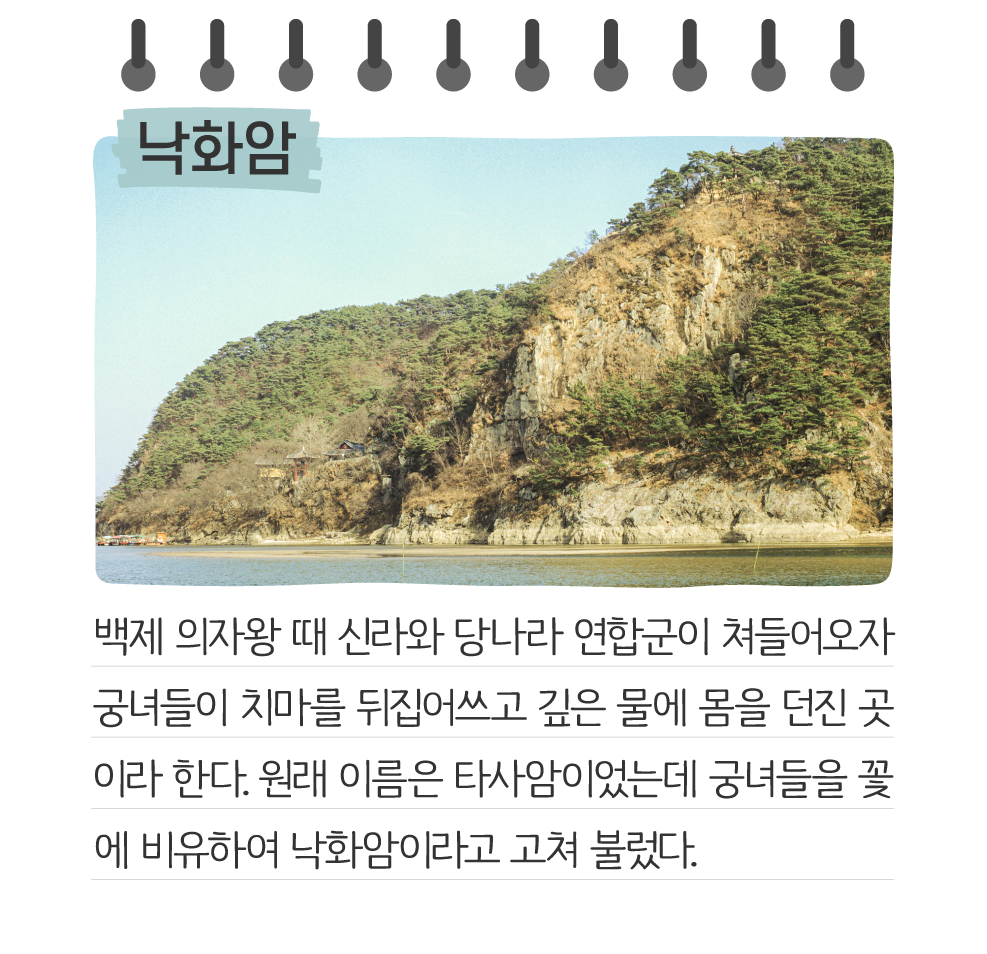 낙화암
백제 의자왕 때 신라와 당나라 연합군이 쳐들어오자
궁녀들이 치마를 뒤집어쓰고 깊은 물에 몸을 던진 곳
이라 한다. 원래 이름은 타사암이었는데 궁녀들을 꽃
에 비유하여 낙화암이라고 고쳐 불렀다.